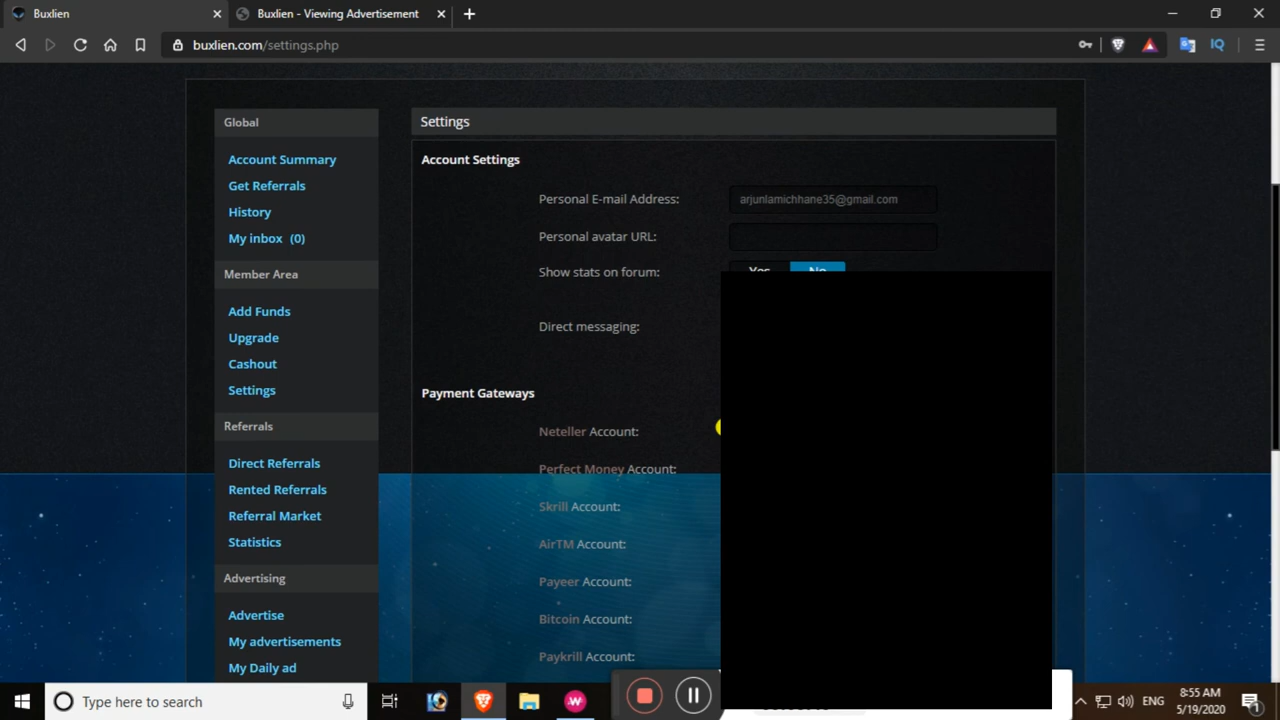 Buxlien
Buxlien - Viewing Advertisement
buxlien.com/settings.php
IQ
Global
Account Summary
Get Referrals
History
My inbox (0)
Member Area
Add Funds
Upgrade
Cashout
Settings
Referrals
Direct Referrals
Rented Referrals
Referral Market
Statistics
Advertising
Advertise
My advertisements
My Daily ad
Settings
Account Settings
Personal E-mail Address: arjunlamichhane35@gmail.com
Personal avatar URL:
Show stats on forum: Yes No
Direct messaging:
Payment Gateways
Neteller Account:
Perfect Money Account:
Skrill Account:
AirTM Account:
Payeer Account:
Bitcoin Account:
Paykrill Account:
Type here to search
ENG
8:55 AM
5/19/2020
1